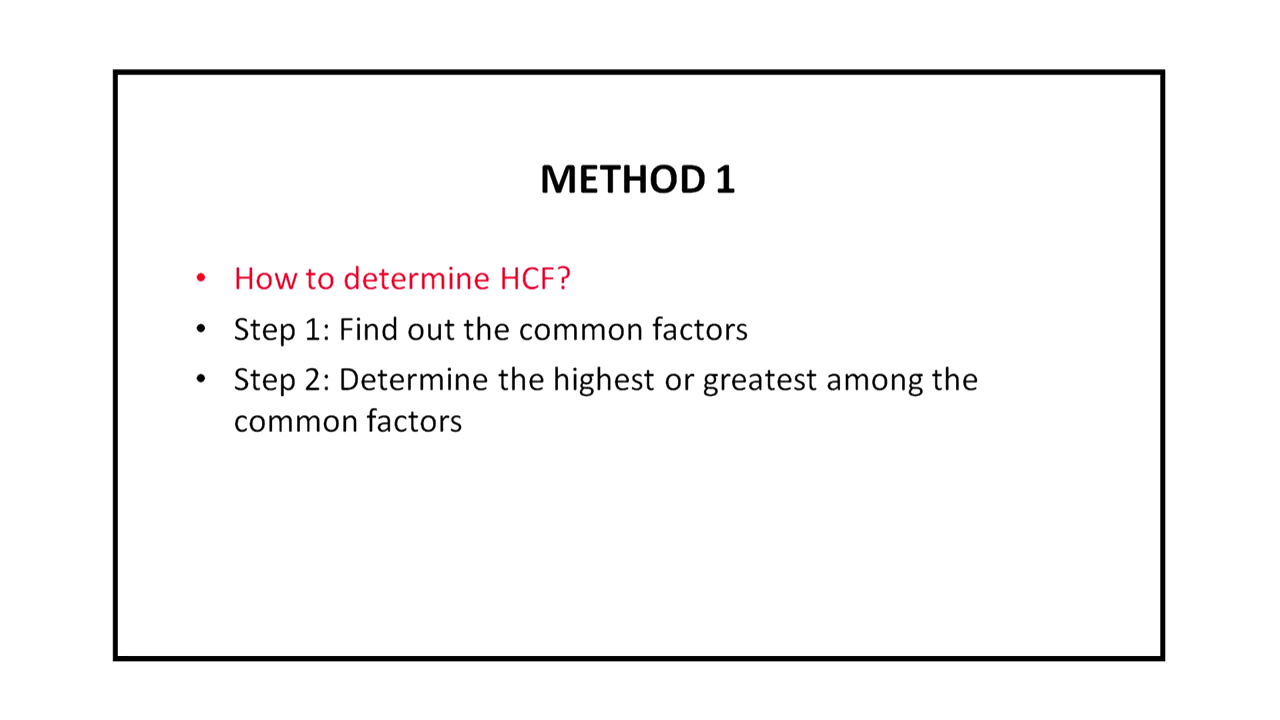 METHOD 1
• How to determine HCF?
• Step 1: Find out the common factors
• Step 2: Determine the highest or greatest among the
common factors